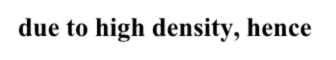 due to high density, hence